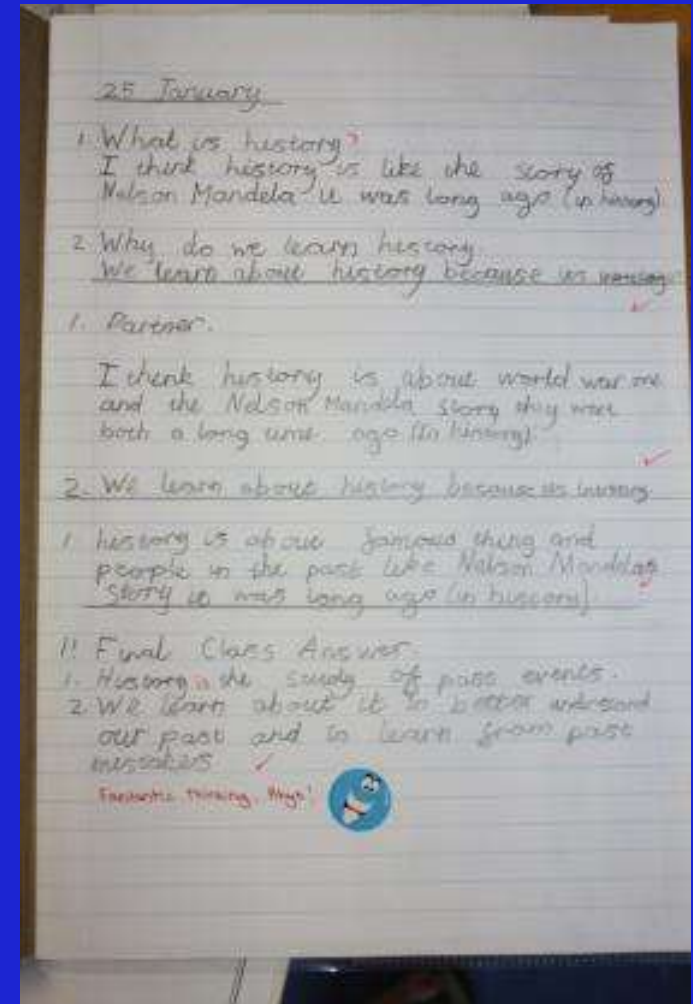 25 January
1. What is history?
I think history is like the story of
Nelson Mandela it was long ago (in history)
2 Why do we learn history.
We learn about history because its
1. Partner.
I think history is about world war one
and the Nelson Mandela story they were
both a long time ago (In history).
2. We learn about history because its
1. history is about famous thing and
people in the past like Nelson Mandelas
story it was long ago (in history).
!! Final Class Answer.
1. History is the study of past events.
2 We learn about it to better understand
our past and to learn from past
mistakes
Fantastic thinking, Rhys!